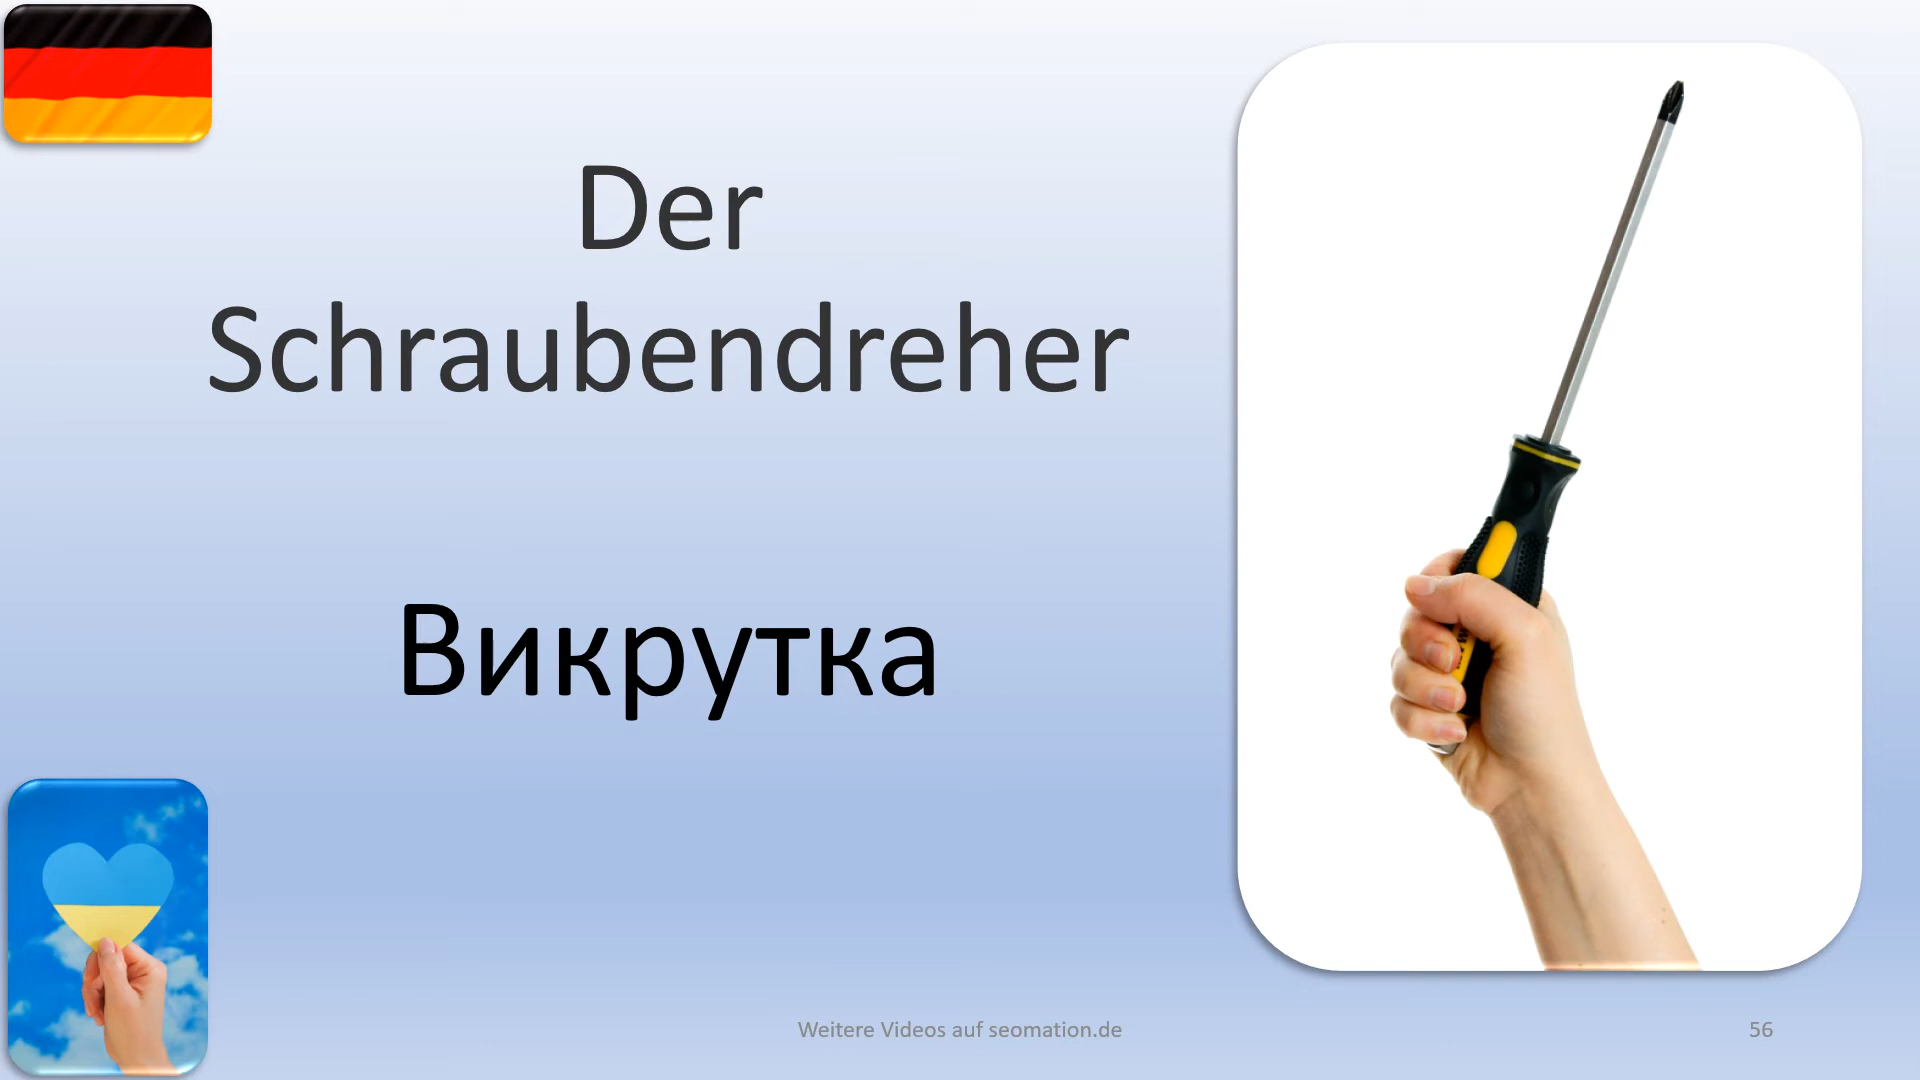 Der
Schraubendreher
Викрутка
Weitere Videos auf seomation.de
56